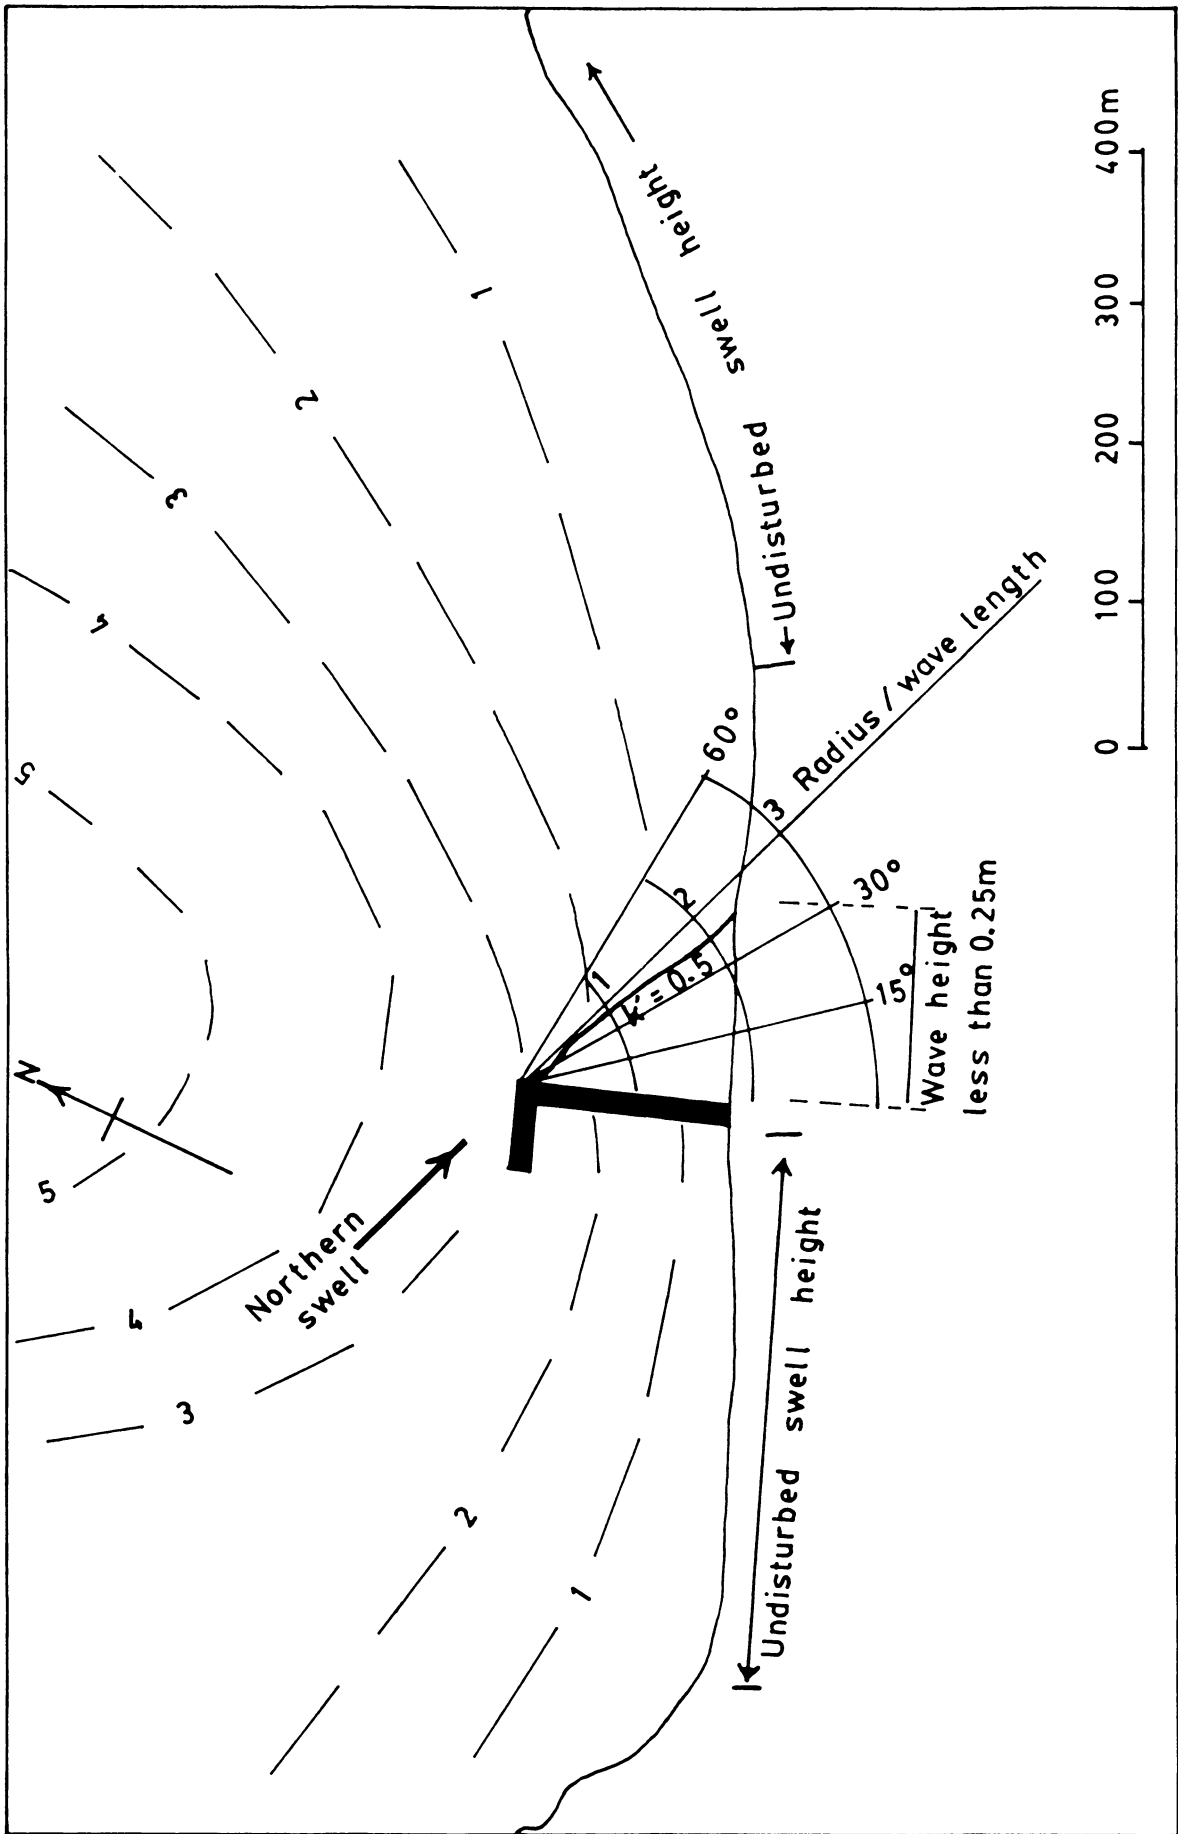 N
5
5
4
4
3
3
2
2
1
1
Northern
swell
60°
30°
15°
1
2
3
Radius / wave length
K' = 0.5
Undisturbed swell height
Undisturbed swell height
Wave height
less than 0.25m
0 100 200 300 400m